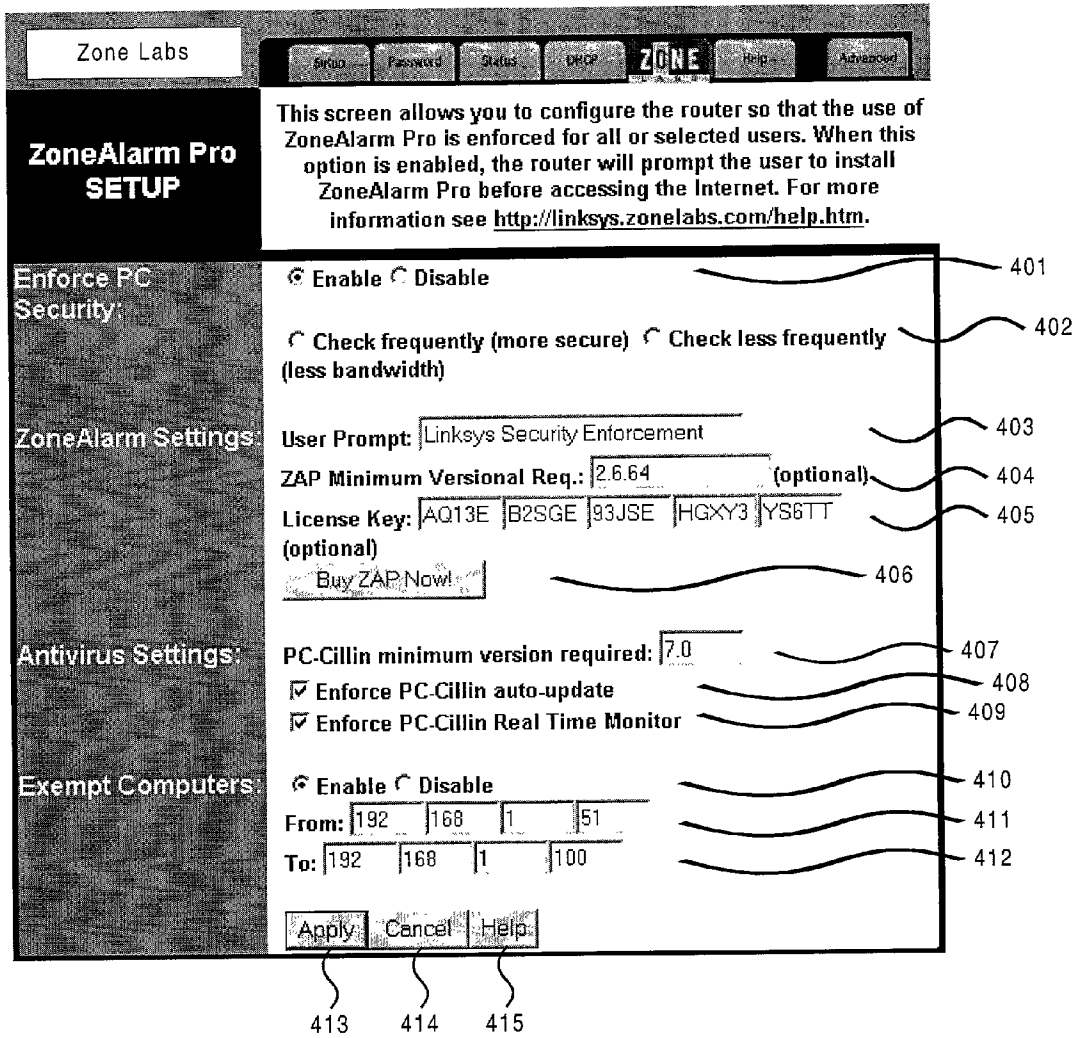 Zone Labs
Setup Password Status DHCP ZONE Help Advanced
ZoneAlarm Pro
SETUP
This screen allows you to configure the router so that the use of
ZoneAlarm Pro is enforced for all or selected users. When this
option is enabled, the router will prompt the user to install
ZoneAlarm Pro before accessing the Internet. For more
information see http://linksys.zonelabs.com/help.htm.
Enforce PC
Security:
Enable Disable
401
Check frequently (more secure) Check less frequently
(less bandwidth)
402
ZoneAlarm Settings:
User Prompt: Linksys Security Enforcement
403
ZAP Minimum Versional Req.: 2.6.64 (optional)
404
License Key: AQ13E B2SGE 93JSE HGXY3 YS6TT
(optional)
405
Buy ZAP Now!
406
Antivirus Settings:
PC-Cillin minimum version required: 7.0
407
Enforce PC-Cillin auto-update
408
Enforce PC-Cillin Real Time Monitor
409
Exempt Computers:
Enable Disable
410
From: 192 168 1 51
411
To: 192 168 1 100
412
Apply Cancel Help
413 414 415